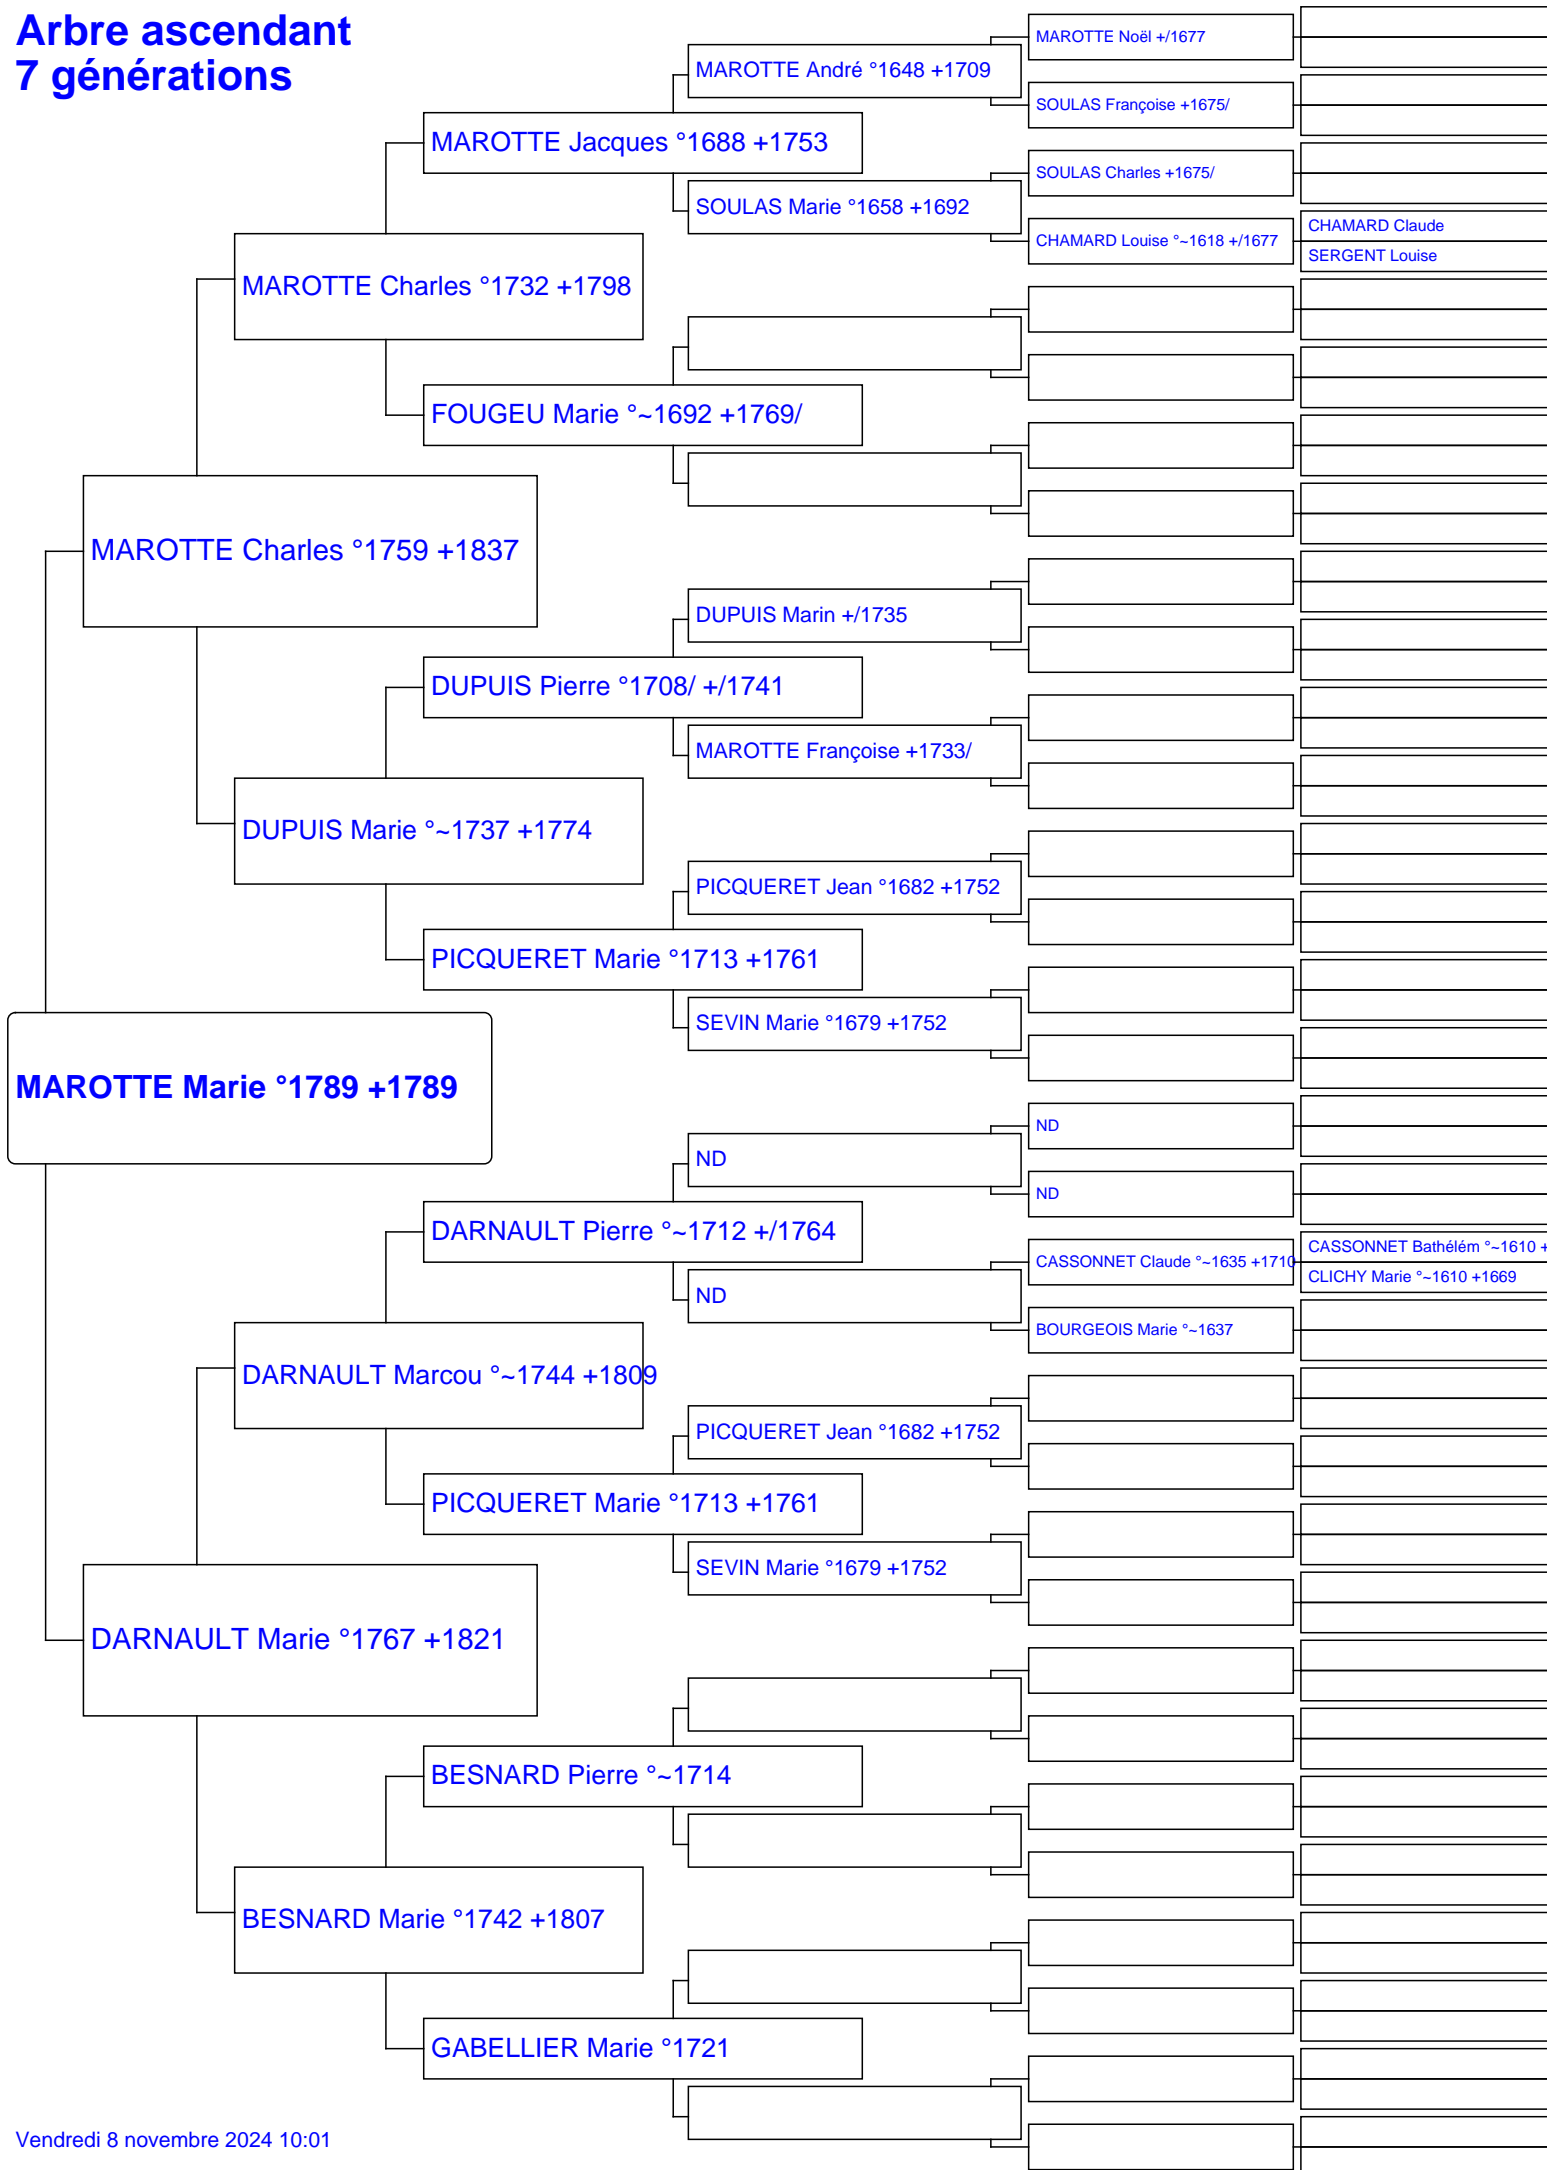 Arbre ascendant
7 générations
MAROTTE Noël +/1677
MAROTTE André °1648 +1709
SOULAS Françoise +1675/
MAROTTE Jacques °1688 +1753
SOULAS Charles +1675/
SOULAS Marie °1658 +1692
CHAMARD Claude
CHAMARD Louise °~1618 +/1677
SERGENT Louise
MAROTTE Charles °1732 +1798
FOUGEU Marie °~1692 +1769/
MAROTTE Charles °1759 +1837
DUPUIS Marin +/1735
DUPUIS Pierre °1708/ +/1741
MAROTTE Françoise +1733/
DUPUIS Marie °~1737 +1774
PICQUERET Jean °1682 +1752
PICQUERET Marie °1713 +1761
SEVIN Marie °1679 +1752
MAROTTE Marie °1789 +1789
ND
ND
ND
DARNAULT Pierre °~1712 +/1764
CASSONNET Bathélém °~1610 +
CASSONNET Claude °~1635 +1710
CLICHY Marie °~1610 +1669
ND
BOURGEOIS Marie °~1637
DARNAULT Marcou °~1744 +1809
PICQUERET Jean °1682 +1752
PICQUERET Marie °1713 +1761
SEVIN Marie °1679 +1752
DARNAULT Marie °1767 +1821
BESNARD Pierre °~1714
BESNARD Marie °1742 +1807
GABELLIER Marie °1721
Vendredi 8 novembre 2024 10:01